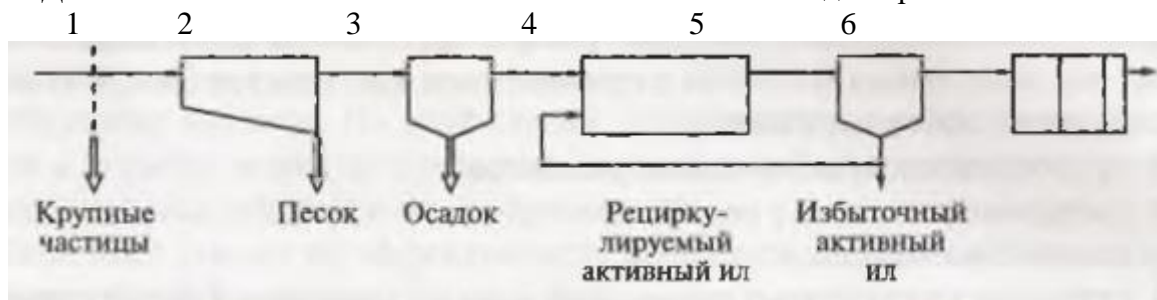 1 2 3 4 5 6
Крупные
частицы
Песок
Осадок
Рецирку-
лируемый
активный ил
Избыточный
активный
ил